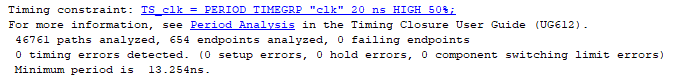 Timing constraint: TS_clk = PERIOD TIMEGRP "clk" 20 ns HIGH 50%;
For more information, see Period Analysis in the Timing Closure User Guide (UG612).
46761 paths analyzed, 654 endpoints analyzed, 0 failing endpoints
0 timing errors detected. (0 setup errors, 0 hold errors, 0 component switching limit errors)
Minimum period is 13.254ns.